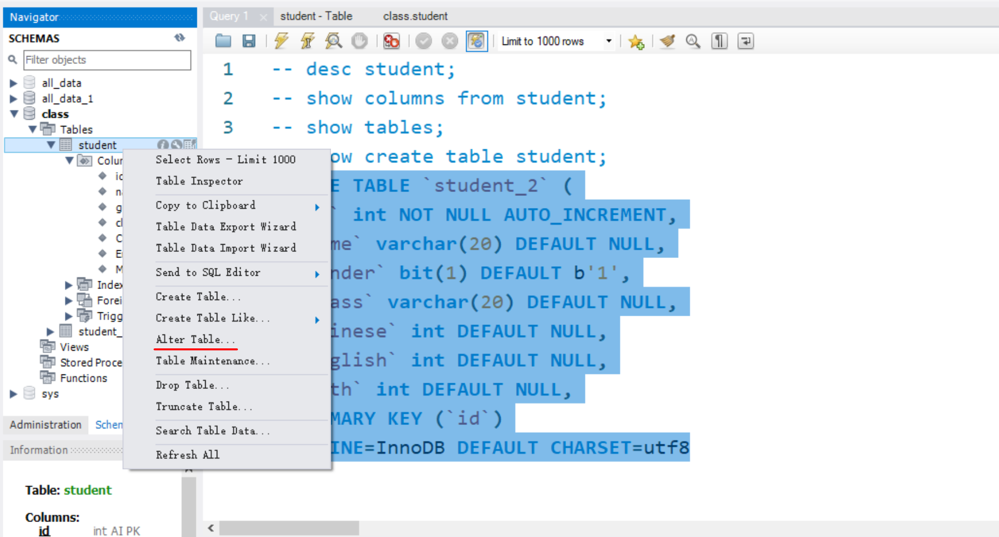 Navigator
SCHEMAS
Filter objects
all_data
all_data_1
class
Tables
student
Colu
n
g
cl
C
E
M
Index
Forei
Trigg
student_
Views
Stored Proce
Functions
sys
Administration
Schen
Information
Table: student
Columns:
id int AI PK
Select Rows - Limit 1000
Table Inspector
Copy to Clipboard
Table Data Export Wizard
Table Data Import Wizard
Send to SQL Editor
Create Table...
Create Table Like...
Alter Table...
Table Maintenance...
Drop Table...
Truncate Table...
Search Table Data...
Refresh All
Query 1
student - Table
class.student
Limit to 1000 rows
1 -- desc student;
2 -- show columns from student;
3 -- show tables;
ow create table student;
E TABLE `student_2` (
` int NOT NULL AUTO_INCREMENT,
me` varchar(20) DEFAULT NULL,
nder` bit(1) DEFAULT b'1',
ass` varchar(20) DEFAULT NULL,
inese` int DEFAULT NULL,
glish` int DEFAULT NULL,
th` int DEFAULT NULL,
MARY KEY (`id`)
INE=InnoDB DEFAULT CHARSET=utf8